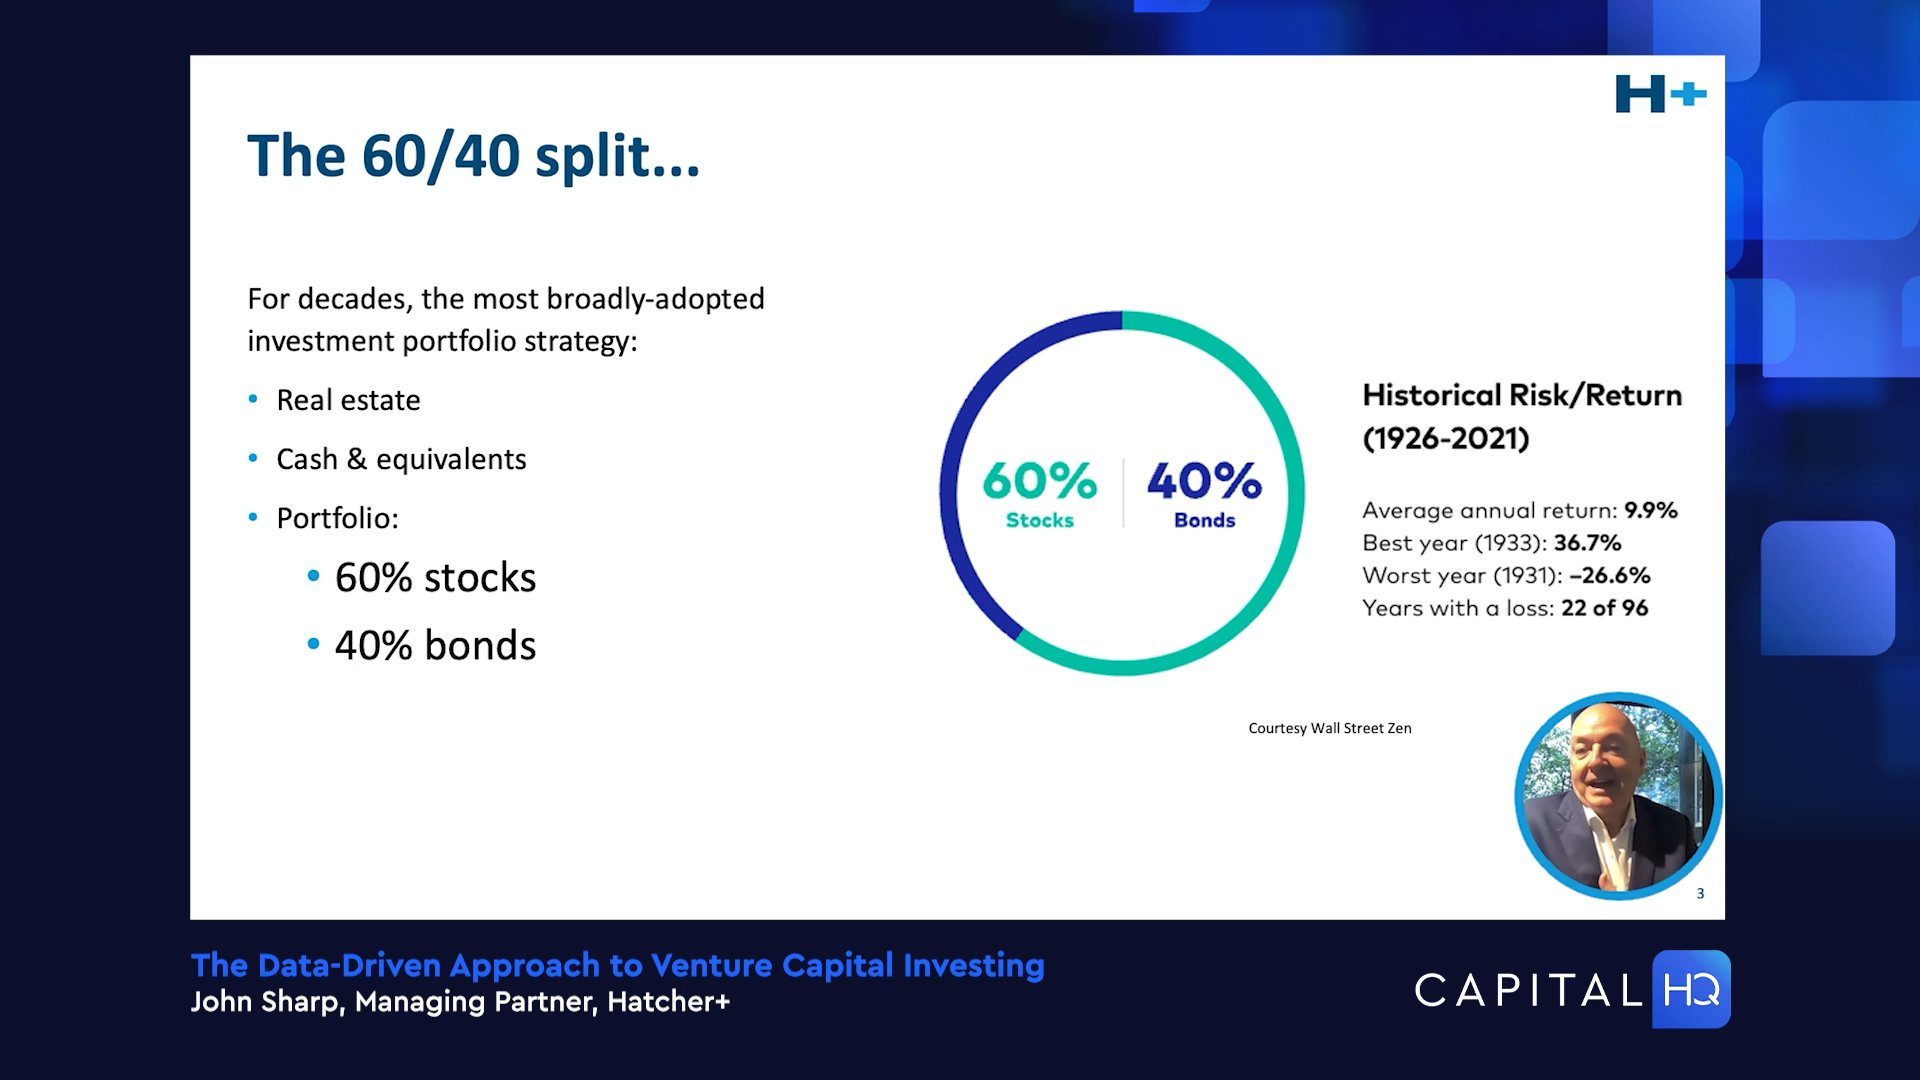 H+
The 60/40 split...
For decades, the most broadly-adopted
investment portfolio strategy:
• Real estate
• Cash & equivalents
• Portfolio:
• 60% stocks
• 40% bonds
60% Stocks
40% Bonds
Historical Risk/Return
(1926-2021)
Average annual return: 9.9%
Best year (1933): 36.7%
Worst year (1931): –26.6%
Years with a loss: 22 of 96
Courtesy Wall Street Zen
3
The Data-Driven Approach to Venture Capital Investing
John Sharp, Managing Partner, Hatcher+
CAPITAL HQ